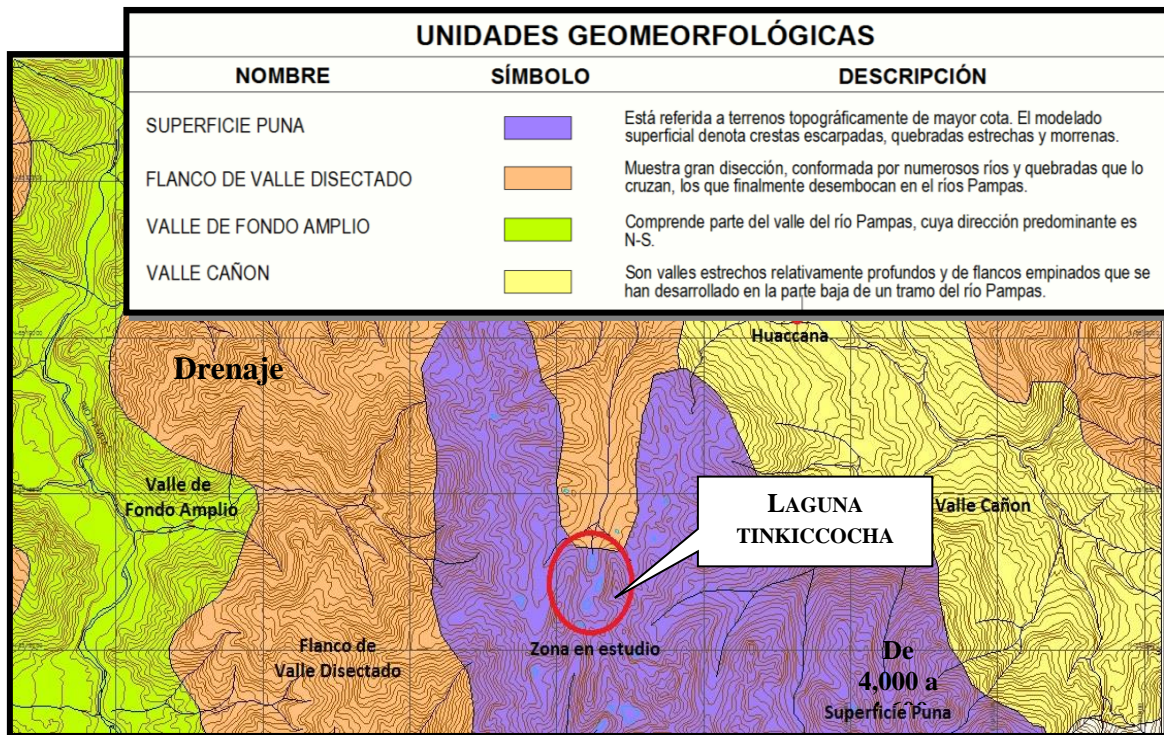 UNIDADES GEOMEORFOLÓGICAS
NOMBRE SÍMBOLO DESCRIPCIÓN
SUPERFICIE PUNA
Está referida a terrenos topográficamente de mayor cota. El modelado
superficial denota crestas escarpadas, quebradas estrechas y morrenas.
FLANCO DE VALLE DISECTADO
Muestra gran disección, conformada por numerosos ríos y quebradas que lo
cruzan, los que finalmente desembocan en el ríos Pampas.
VALLE DE FONDO AMPLIO
Comprende parte del valle del río Pampas, cuya dirección predominante es
N-S.
VALLE CAÑON
Son valles estrechos relativamente profundos y de flancos empinados que se
han desarrollado en la parte baja de un tramo del río Pampas.
Huaccana
Drenaje
Valle de
Fondo Amplio
LAGUNA
TINKICCOCHA
Valle Cañon
Flanco de
Valle Disectado
Zona en estudio
De
4,000 a
Superficie Puna